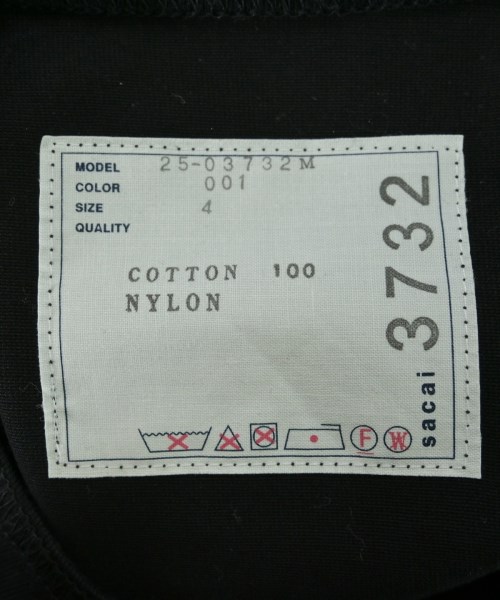 MODEL 25-03732M
COLOR 001
SIZE 4
QUALITY
COTTON 100
NYLON
sacai 3732
F
W